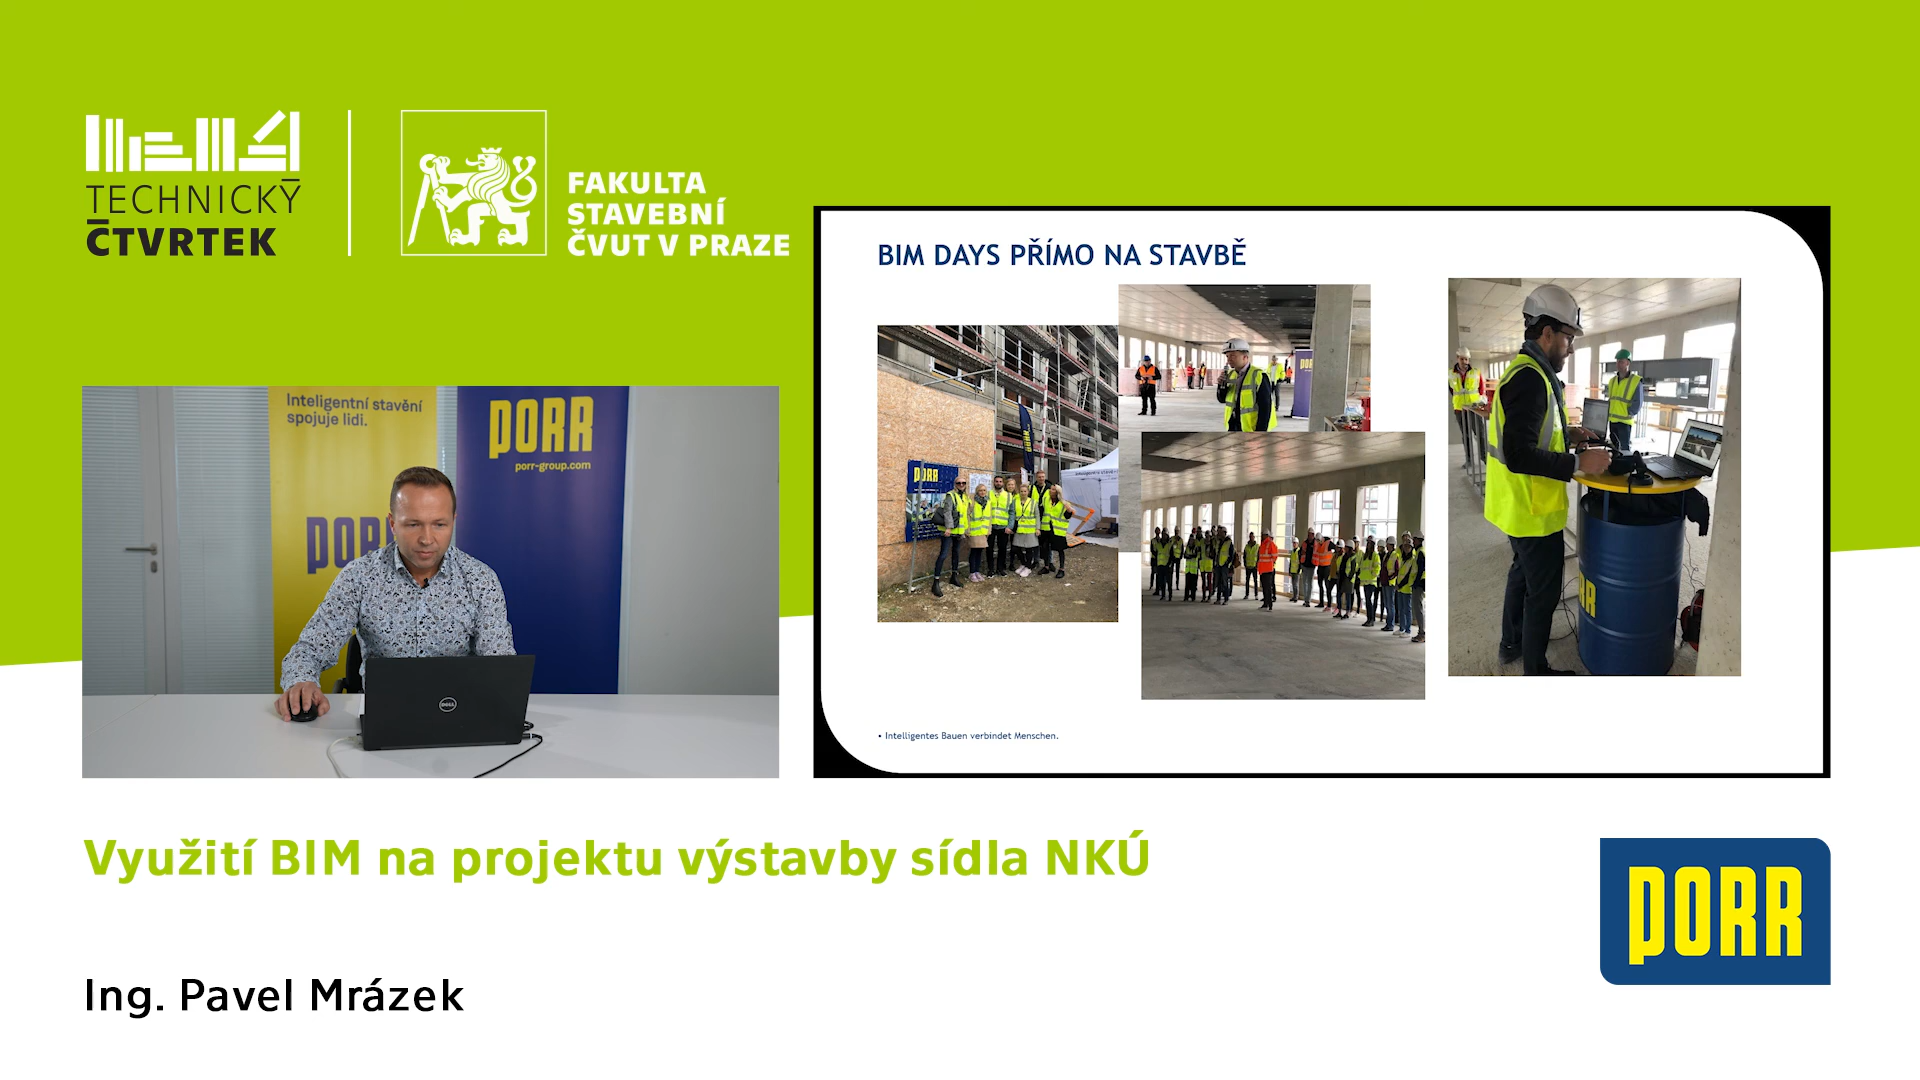 TECHNICKÝ
ČTVRTEK
FAKULTA
STAVEBNÍ
ČVUT V PRAZE
BIM DAYS PŘÍMO NA STAVBĚ
PORR
• Intelligentes Bauen verbindet Menschen.
Inteligentní stavění
spojuje lidi.
PORR
porr-group.com
DELL
Využití BIM na projektu výstavby sídla NKÚ
Ing. Pavel Mrázek
PORR